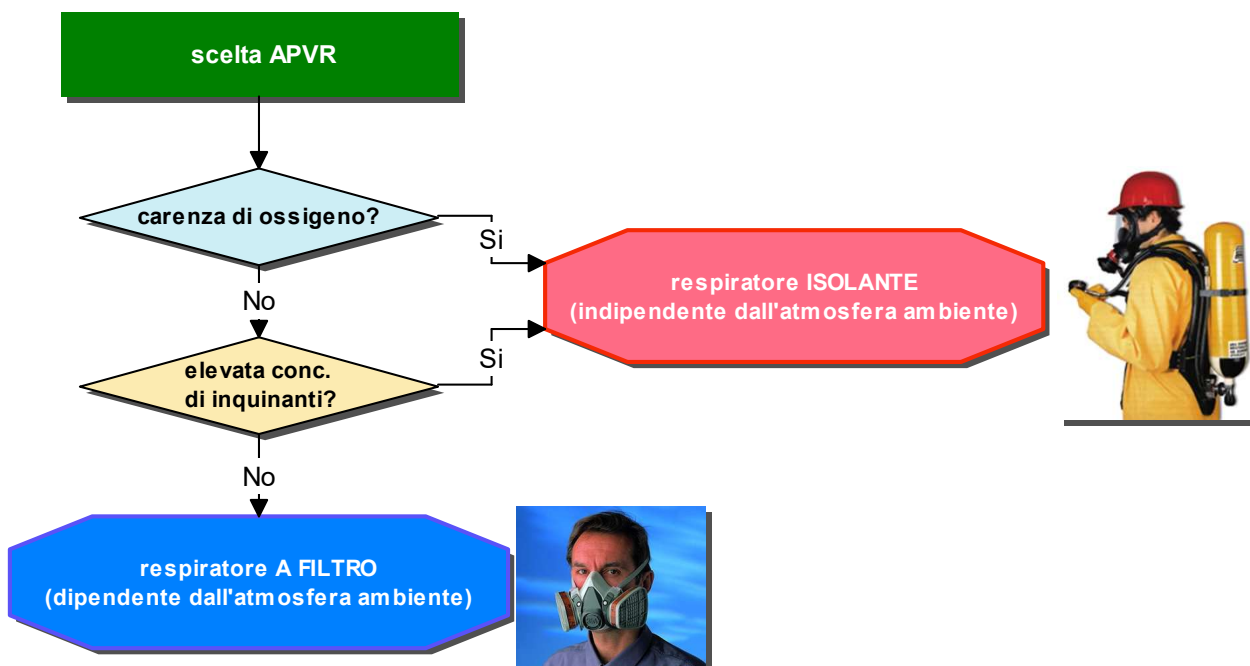 scelta APVR
carenza di ossigeno?
Si
respiratore ISOLANTE
(indipendente dall'atmosfera ambiente)
No
elevata conc.
di inquinanti?
Si
No
respiratore A FILTRO
(dipendente dall'atmosfera ambiente)